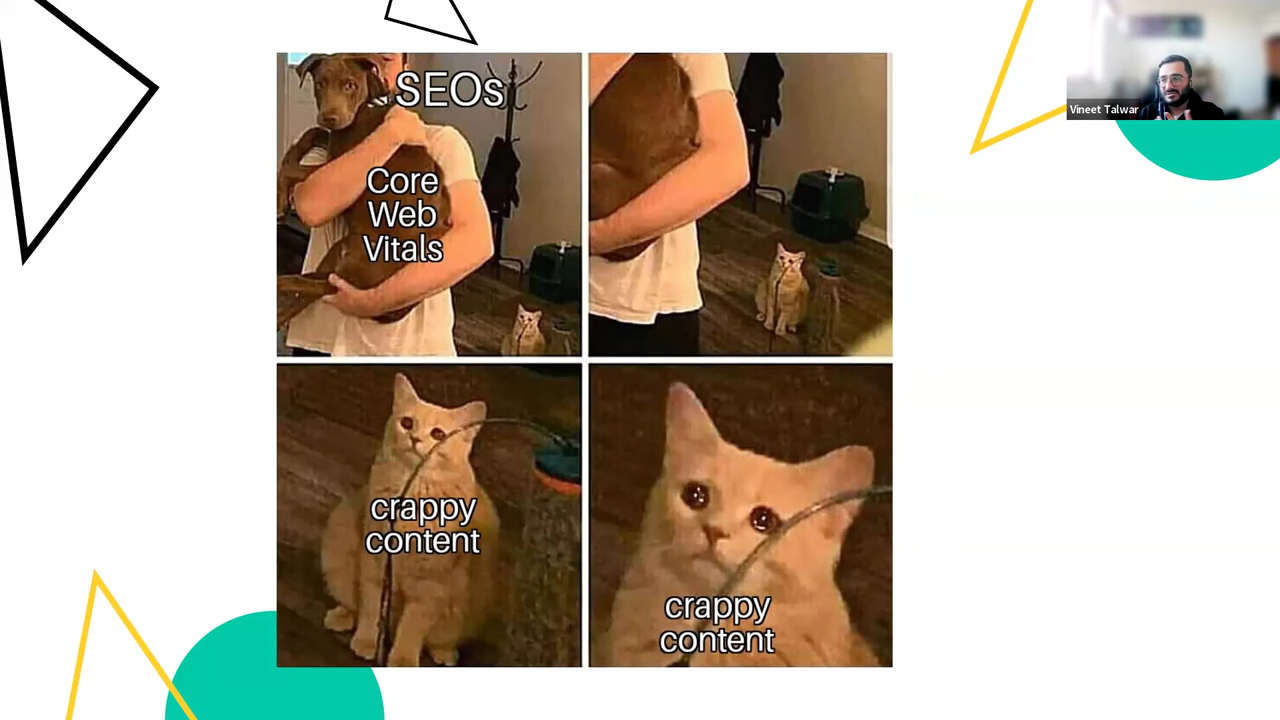 SEOs
Core
Web
Vitals
Vineet Talwar
crappy
content
crappy
content